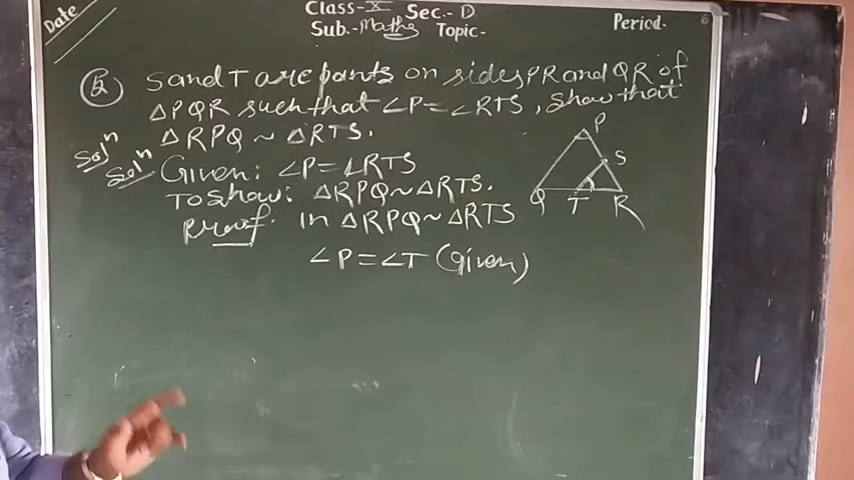 Date
Class-X Sec.- D
Sub.-Maths Topic-
Period.
Q5 S and T are points on sides PR and QR of
△PQR such that ∠P=∠RTS, show that
△RPQ ~ △RTS.
Solⁿ
Solⁿ Given: ∠P=∠RTS
To show: △RPQ~△RTS.
Proof. In △RPQ~△RTS
∠P=∠T (Given)
P
S
Q T R